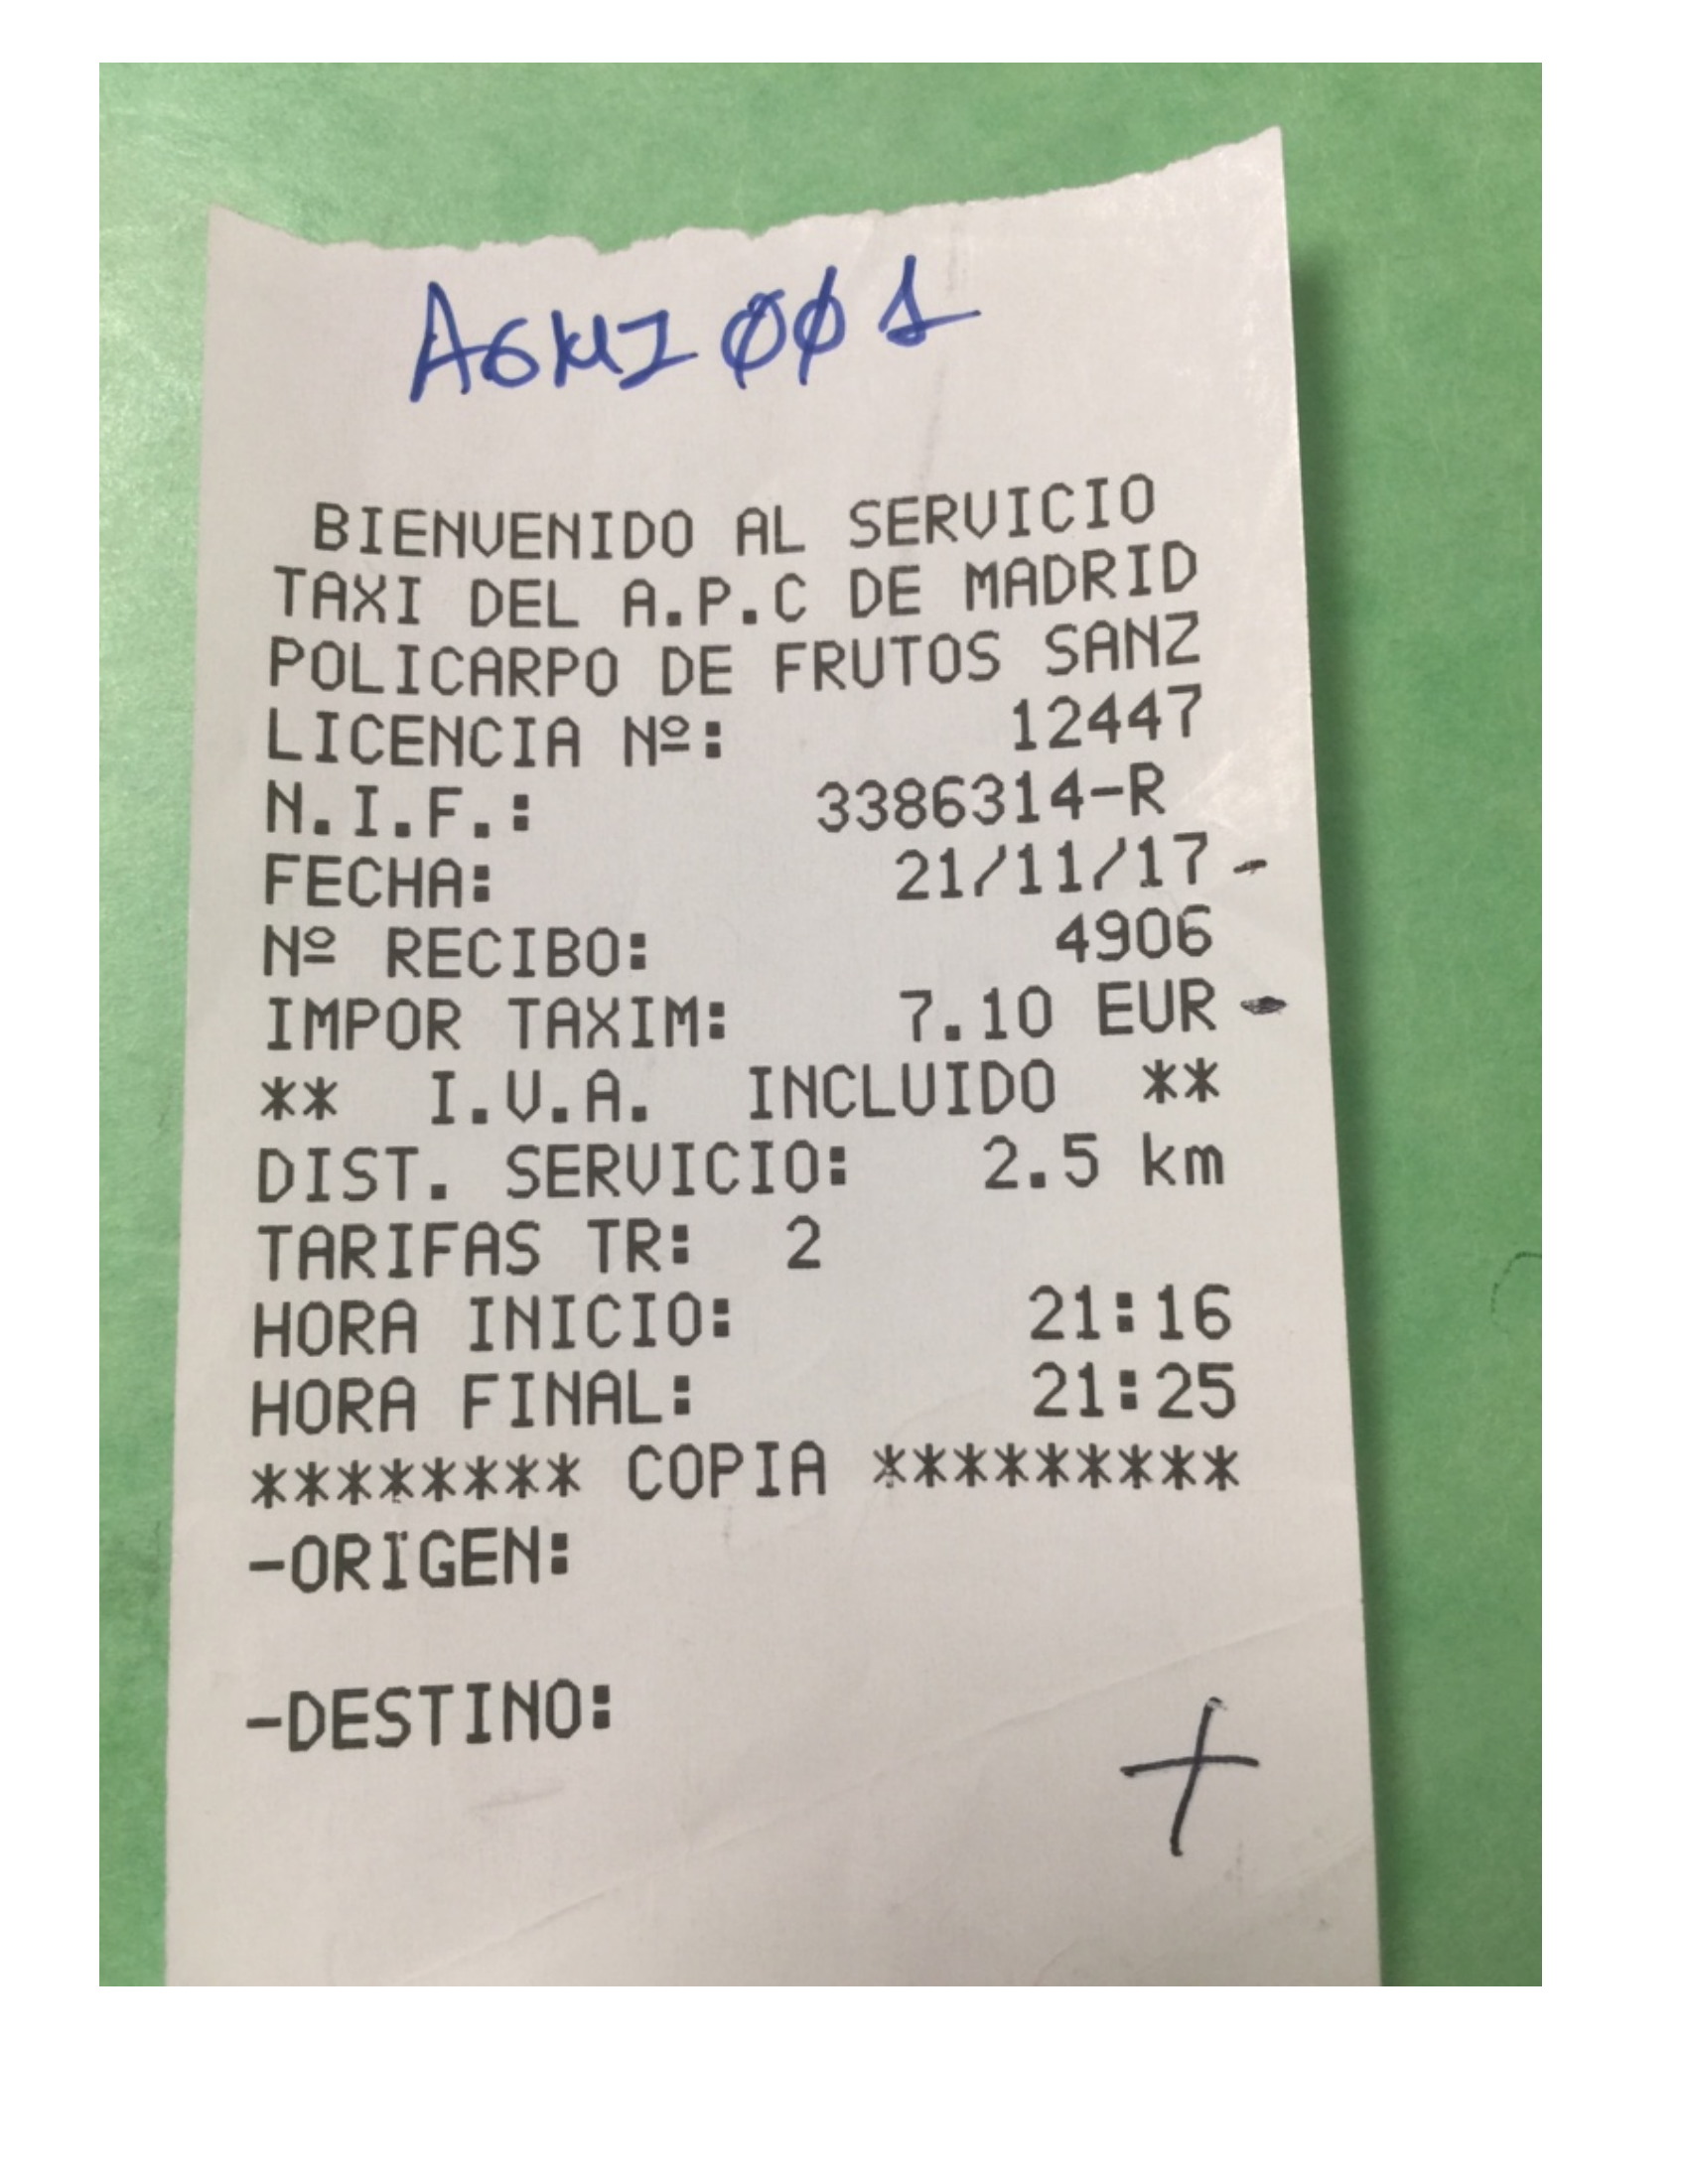 BIENVENIDO AL SERVICIO
TAXI DEL A.P.C DE MADRID
POLICARPO DE FRUTOS SANZ
LICENCIA Nº: 12447
N.I.F.: 3386314-R
FECHA: 21/11/17 -
Nº RECIBO: 4906
IMPOR TAXIM: 7.10 EUR -
** I.V.A. INCLUIDO **
DIST. SERVICIO: 2.5 km
TARIFAS TR: 2
HORA INICIO: 21:16
HORA FINAL: 21:25
******** COPIA *********
-ORIGEN:
-DESTINO:
+